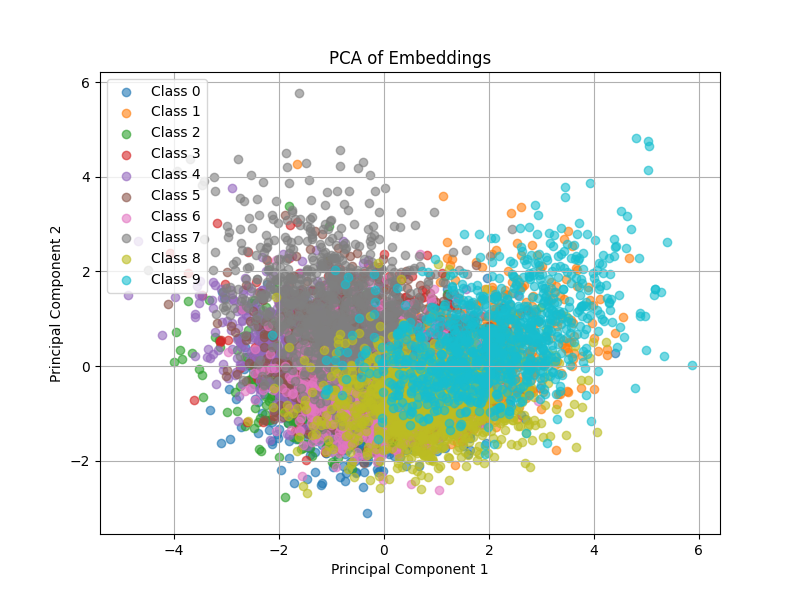 PCA of Embeddings
Class 0
Class 1
Class 2
Class 3
Class 4
Class 5
Class 6
Class 7
Class 8
Class 9
6
4
2
0
−2
Principal Component 2
−4 −2 0 2 4 6
Principal Component 1